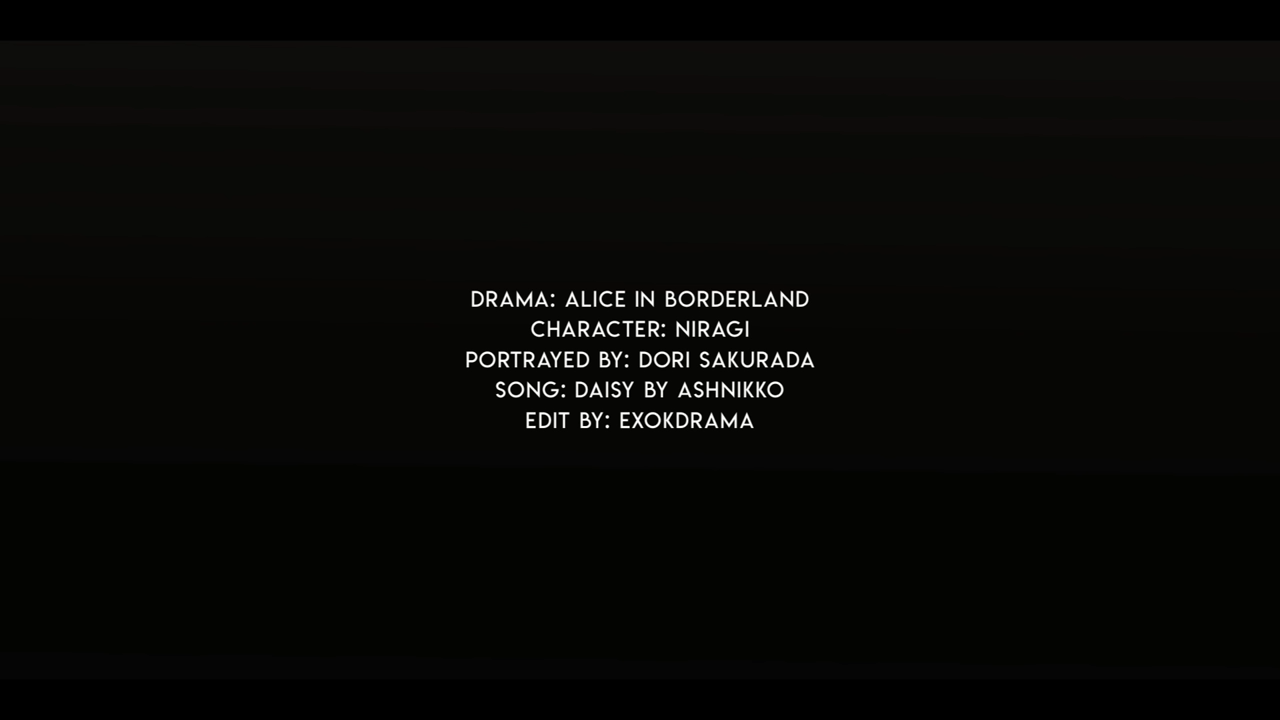 DRAMA: ALICE IN BORDERLAND
CHARACTER: NIRAGI
PORTRAYED BY: DORI SAKURADA
SONG: DAISY BY ASHNIKKO
EDIT BY: EXOKDRAMA